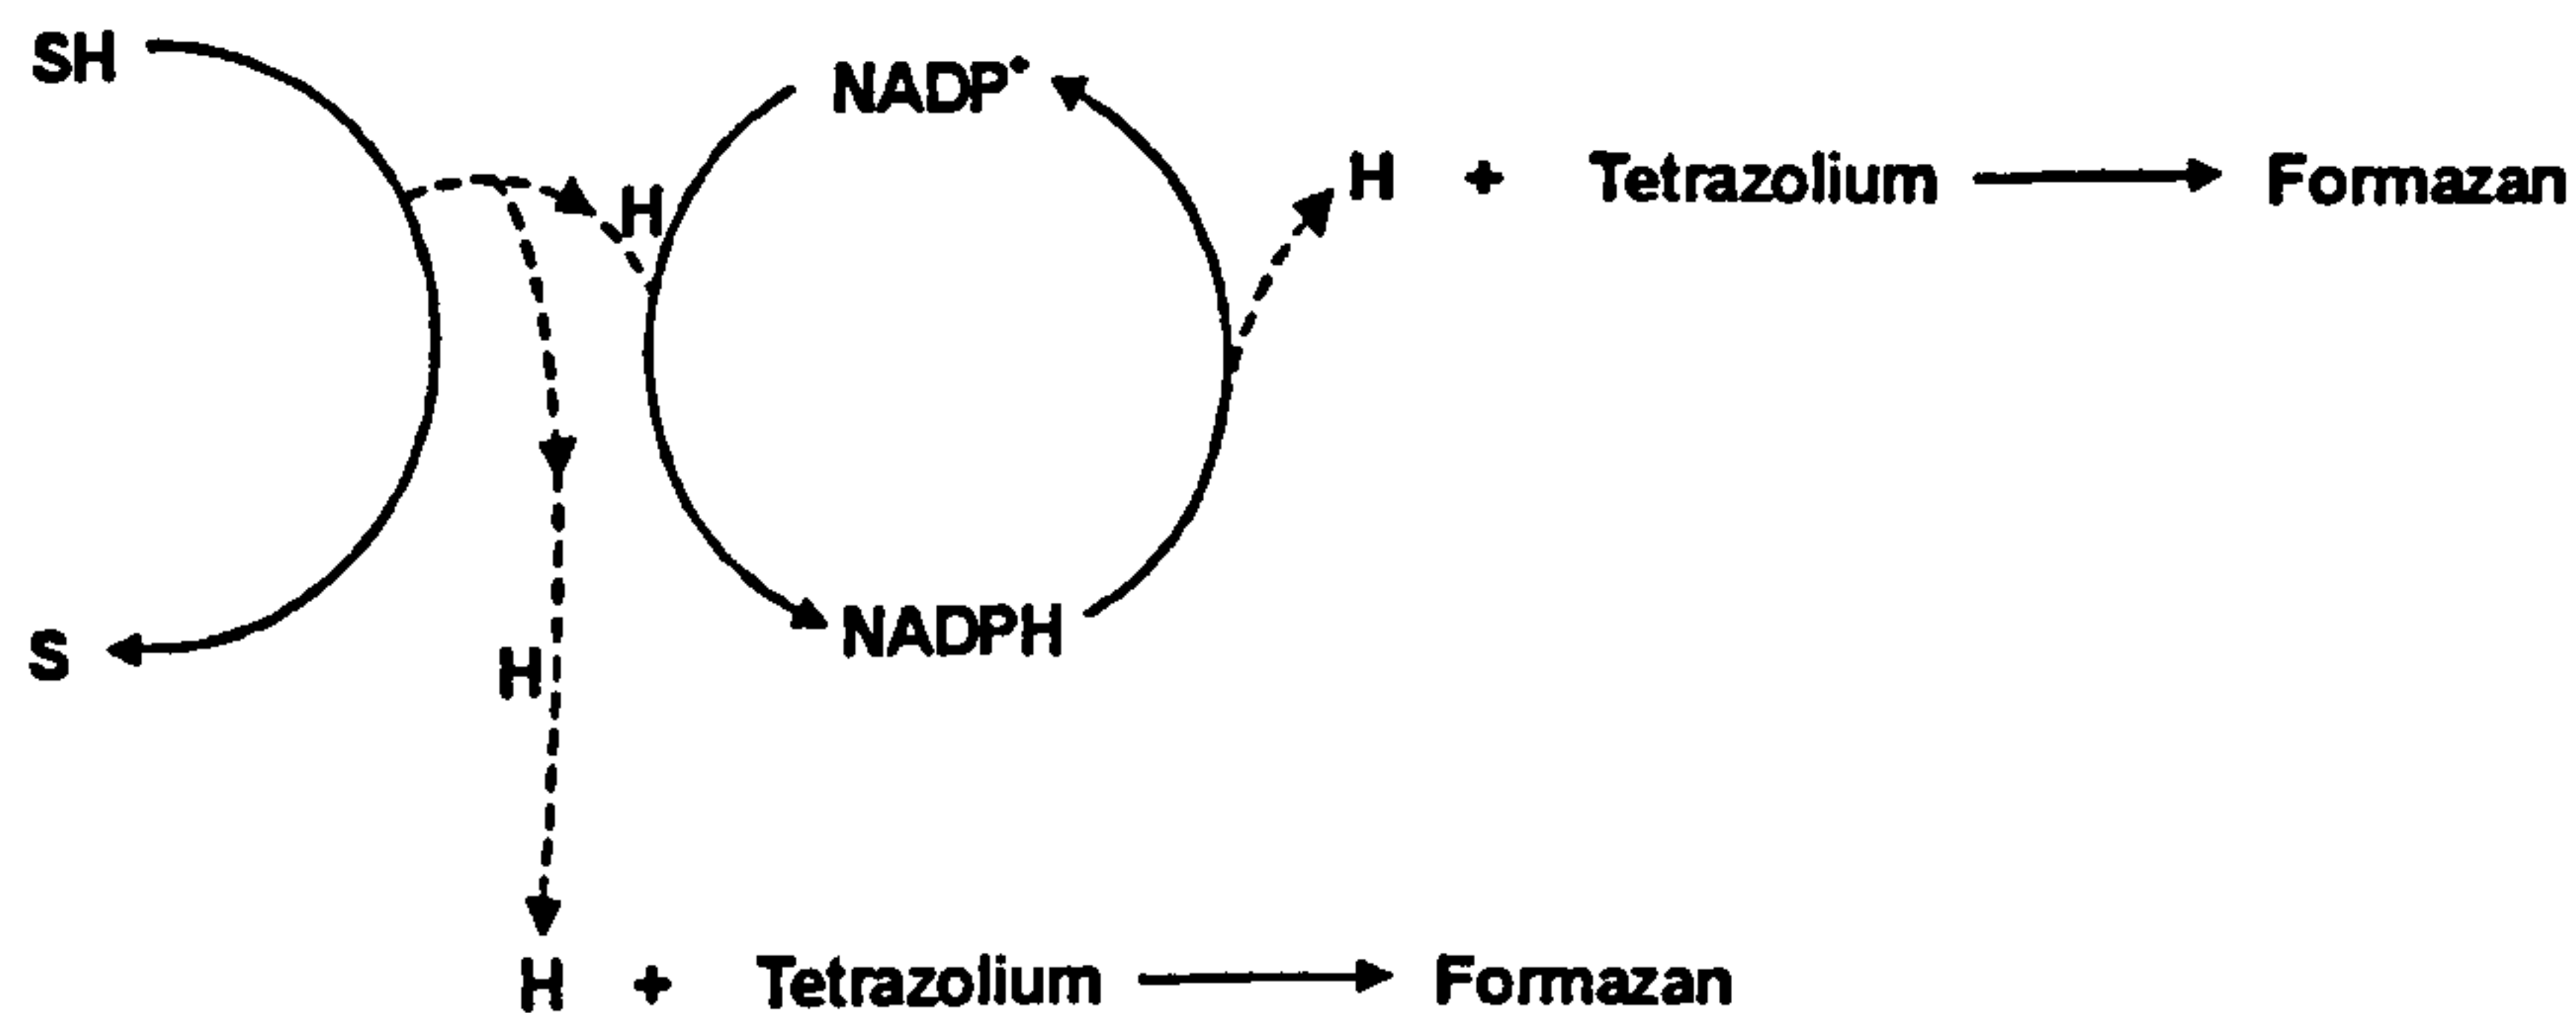 SH
NADP⁺
H + Tetrazolium → Formazan
H
S
NADPH
H
H + Tetrazolium → Formazan